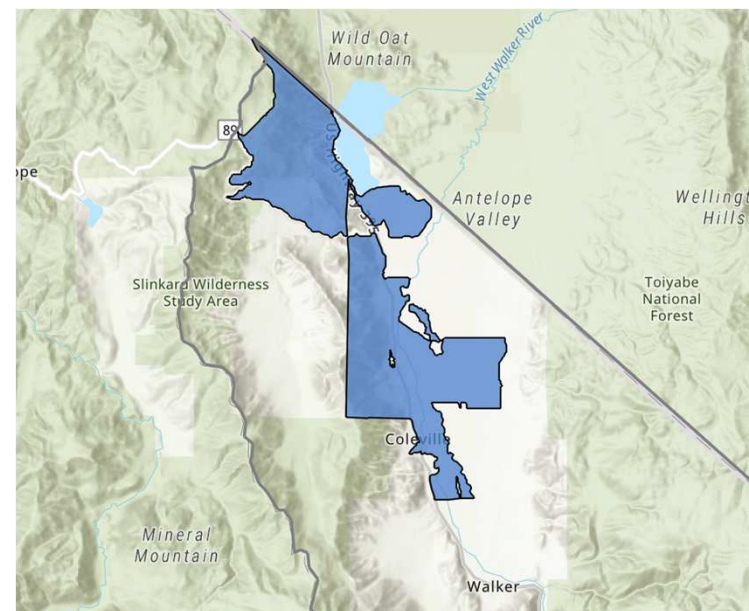 Wild Oat
Mountain
West Walker River
89
ope
Antelope
Valley
Wellingt
Hills
Slinkard Wilderness
Study Area
Toiyabe
National
Forest
Coleville
Mineral
Mountain
Walker